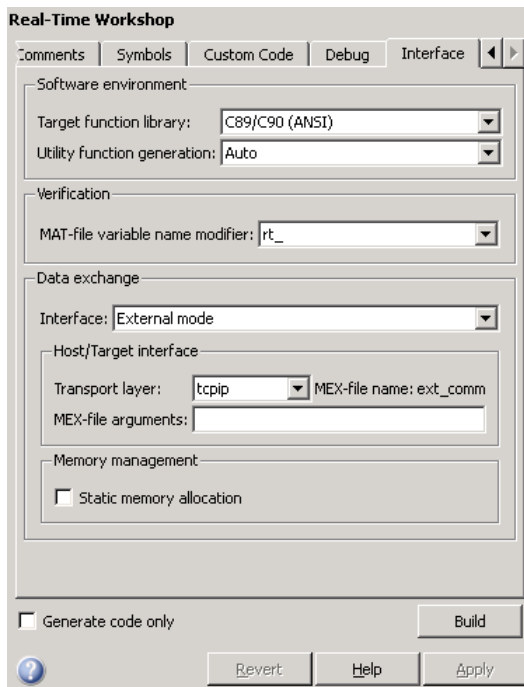 Real-Time Workshop
Comments Symbols Custom Code Debug Interface
Software environment
Target function library: C89/C90 (ANSI)
Utility function generation: Auto
Verification
MAT-file variable name modifier: rt_
Data exchange
Interface: External mode
Host/Target interface
Transport layer: tcpip MEX-file name: ext_comm
MEX-file arguments:
Memory management
Static memory allocation
Generate code only Build
? Revert Help Apply